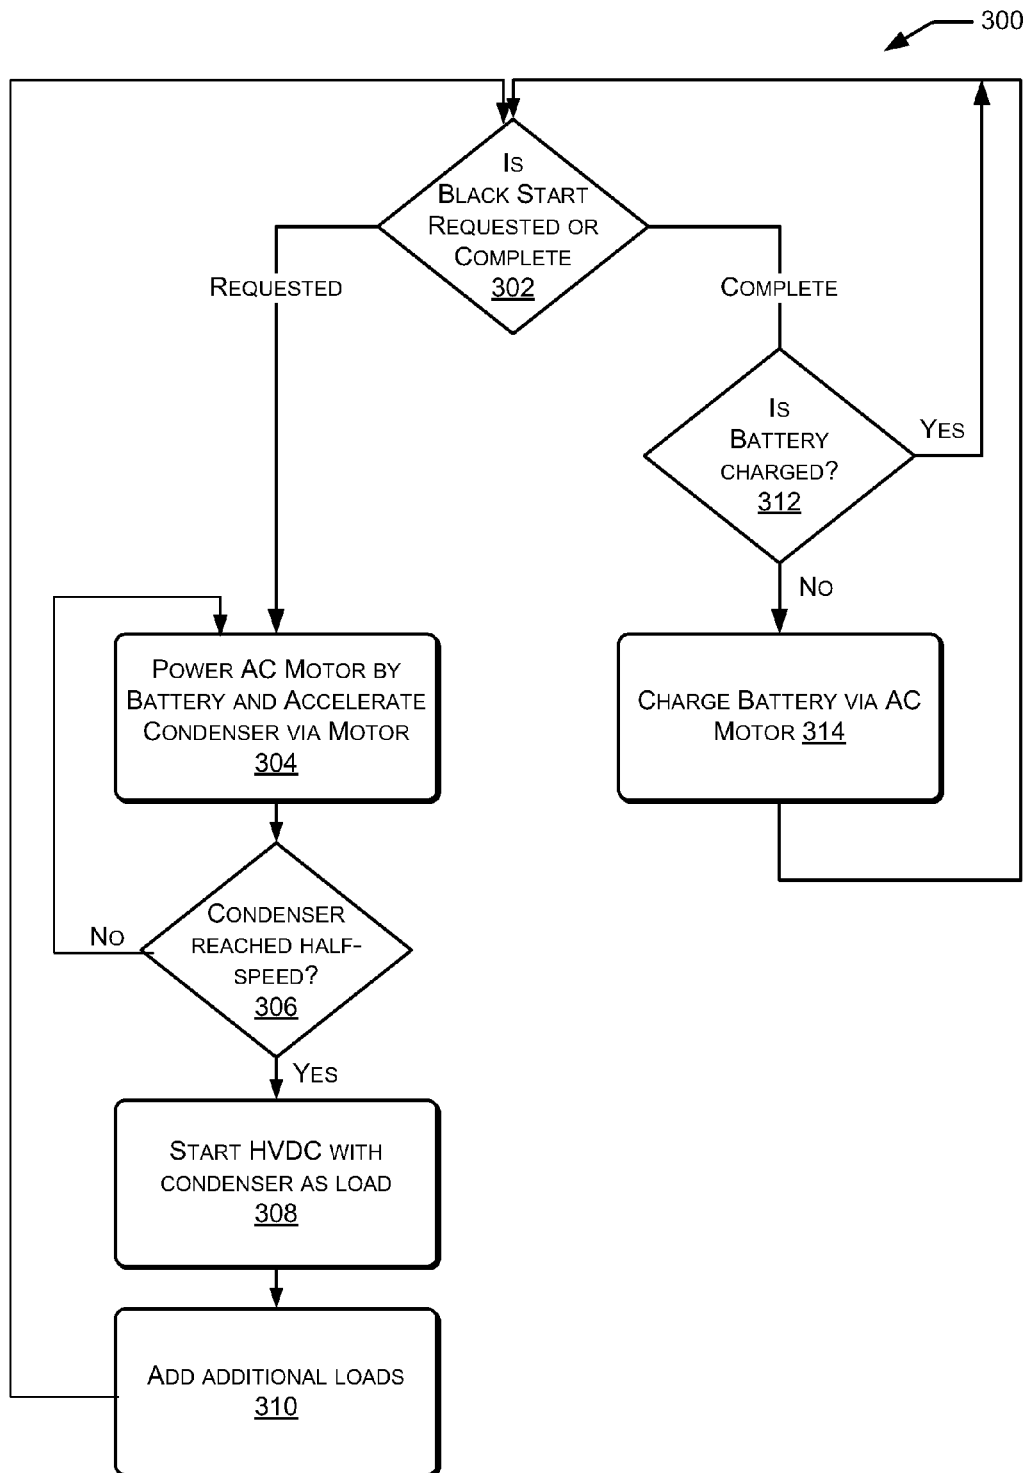 300
Is
Black Start
Requested or
Complete
302
Requested
Complete
Is
Battery
charged?
312
Yes
No
Power AC Motor by
Battery and Accelerate
Condenser via Motor
304
Charge Battery via AC
Motor 314
Condenser
reached half-
speed?
306
No
Yes
Start HVDC with
condenser as load
308
Add additional loads
310